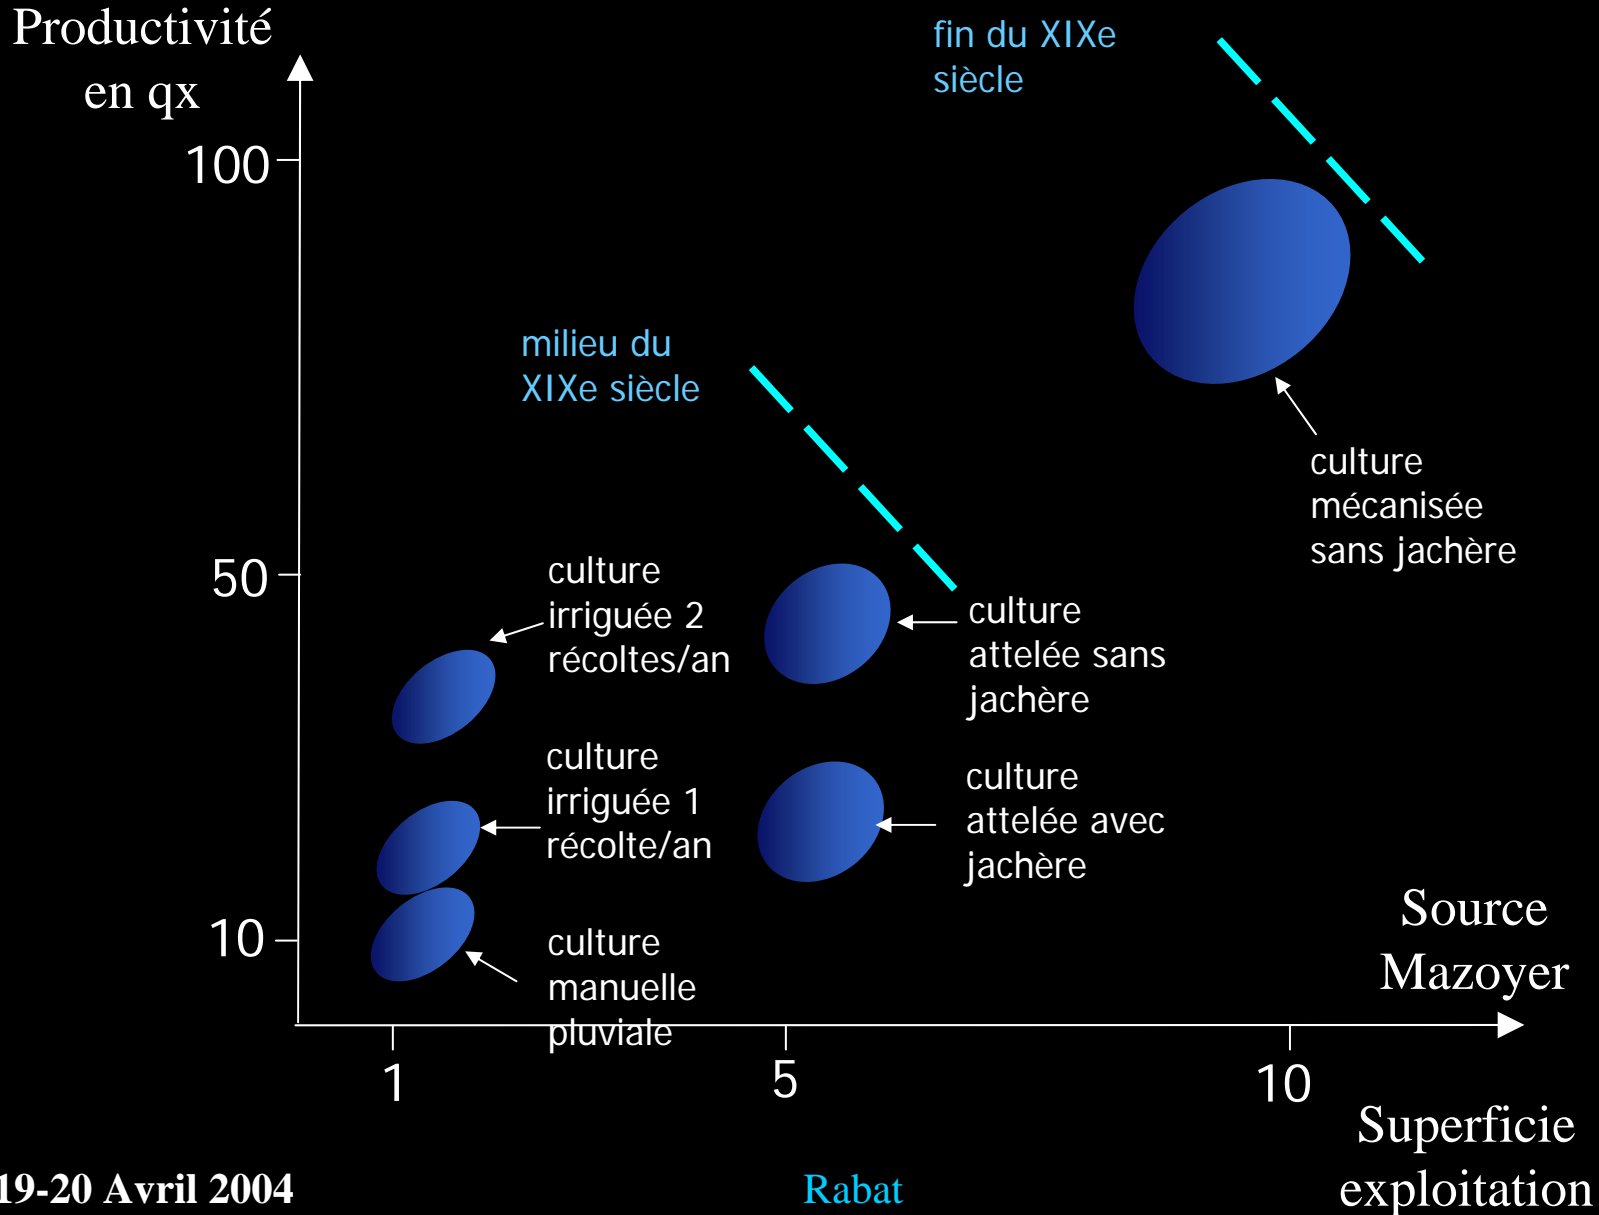 Productivité
en qx
fin du XIXe
siècle
100
milieu du
XIXe siècle
culture
mécanisée
sans jachère
50
culture
irriguée 2
récoltes/an
culture
attelée sans
jachère
culture
irriguée 1
récolte/an
culture
attelée avec
jachère
10
culture
manuelle
pluviale
Source
Mazoyer
1
5
10
Superficie
exploitation
19-20 Avril 2004
Rabat